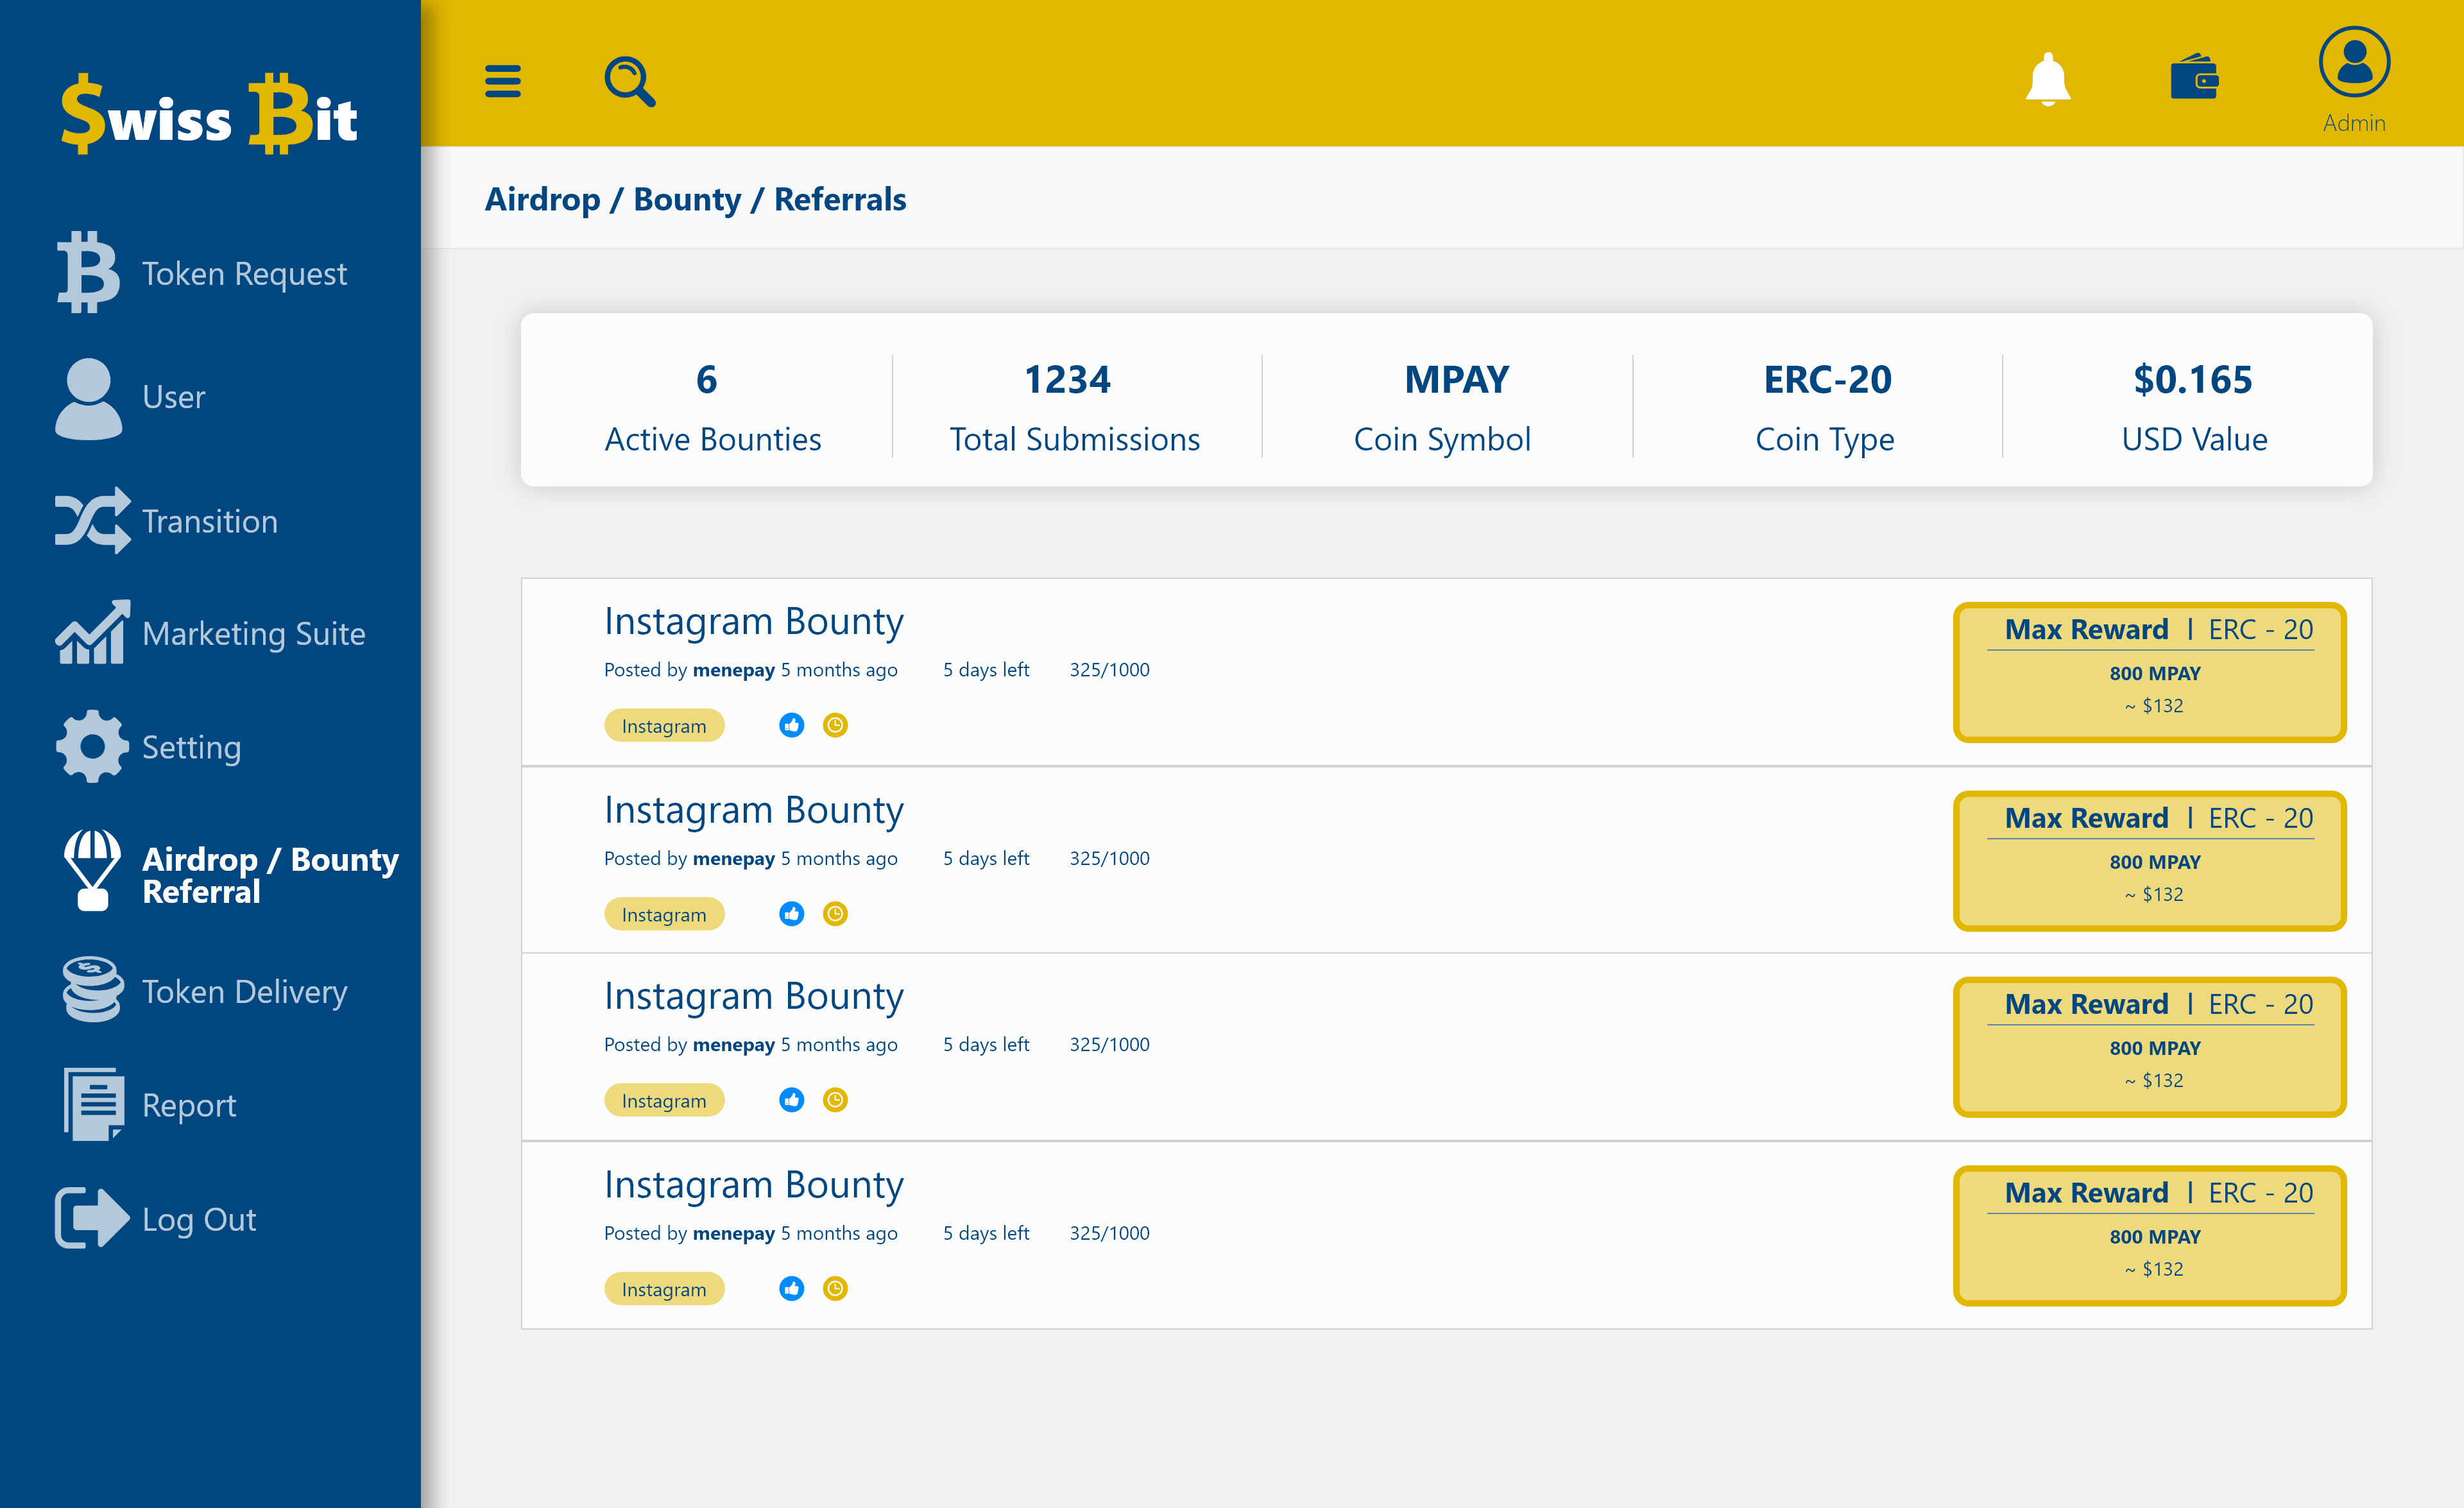 $wiss Bit
Admin
Airdrop / Bounty / Referrals
Token Request
User
Transition
Marketing Suite
Setting
Airdrop / Bounty
Referral
Token Delivery
Report
Log Out
6
Active Bounties
1234
Total Submissions
MPAY
Coin Symbol
ERC-20
Coin Type
$0.165
USD Value
Instagram Bounty
Posted by menepay 5 months ago 5 days left 325/1000
Instagram
Max Reward | ERC - 20
800 MPAY
~ $132
Instagram Bounty
Posted by menepay 5 months ago 5 days left 325/1000
Instagram
Max Reward | ERC - 20
800 MPAY
~ $132
Instagram Bounty
Posted by menepay 5 months ago 5 days left 325/1000
Instagram
Max Reward | ERC - 20
800 MPAY
~ $132
Instagram Bounty
Posted by menepay 5 months ago 5 days left 325/1000
Instagram
Max Reward | ERC - 20
800 MPAY
~ $132